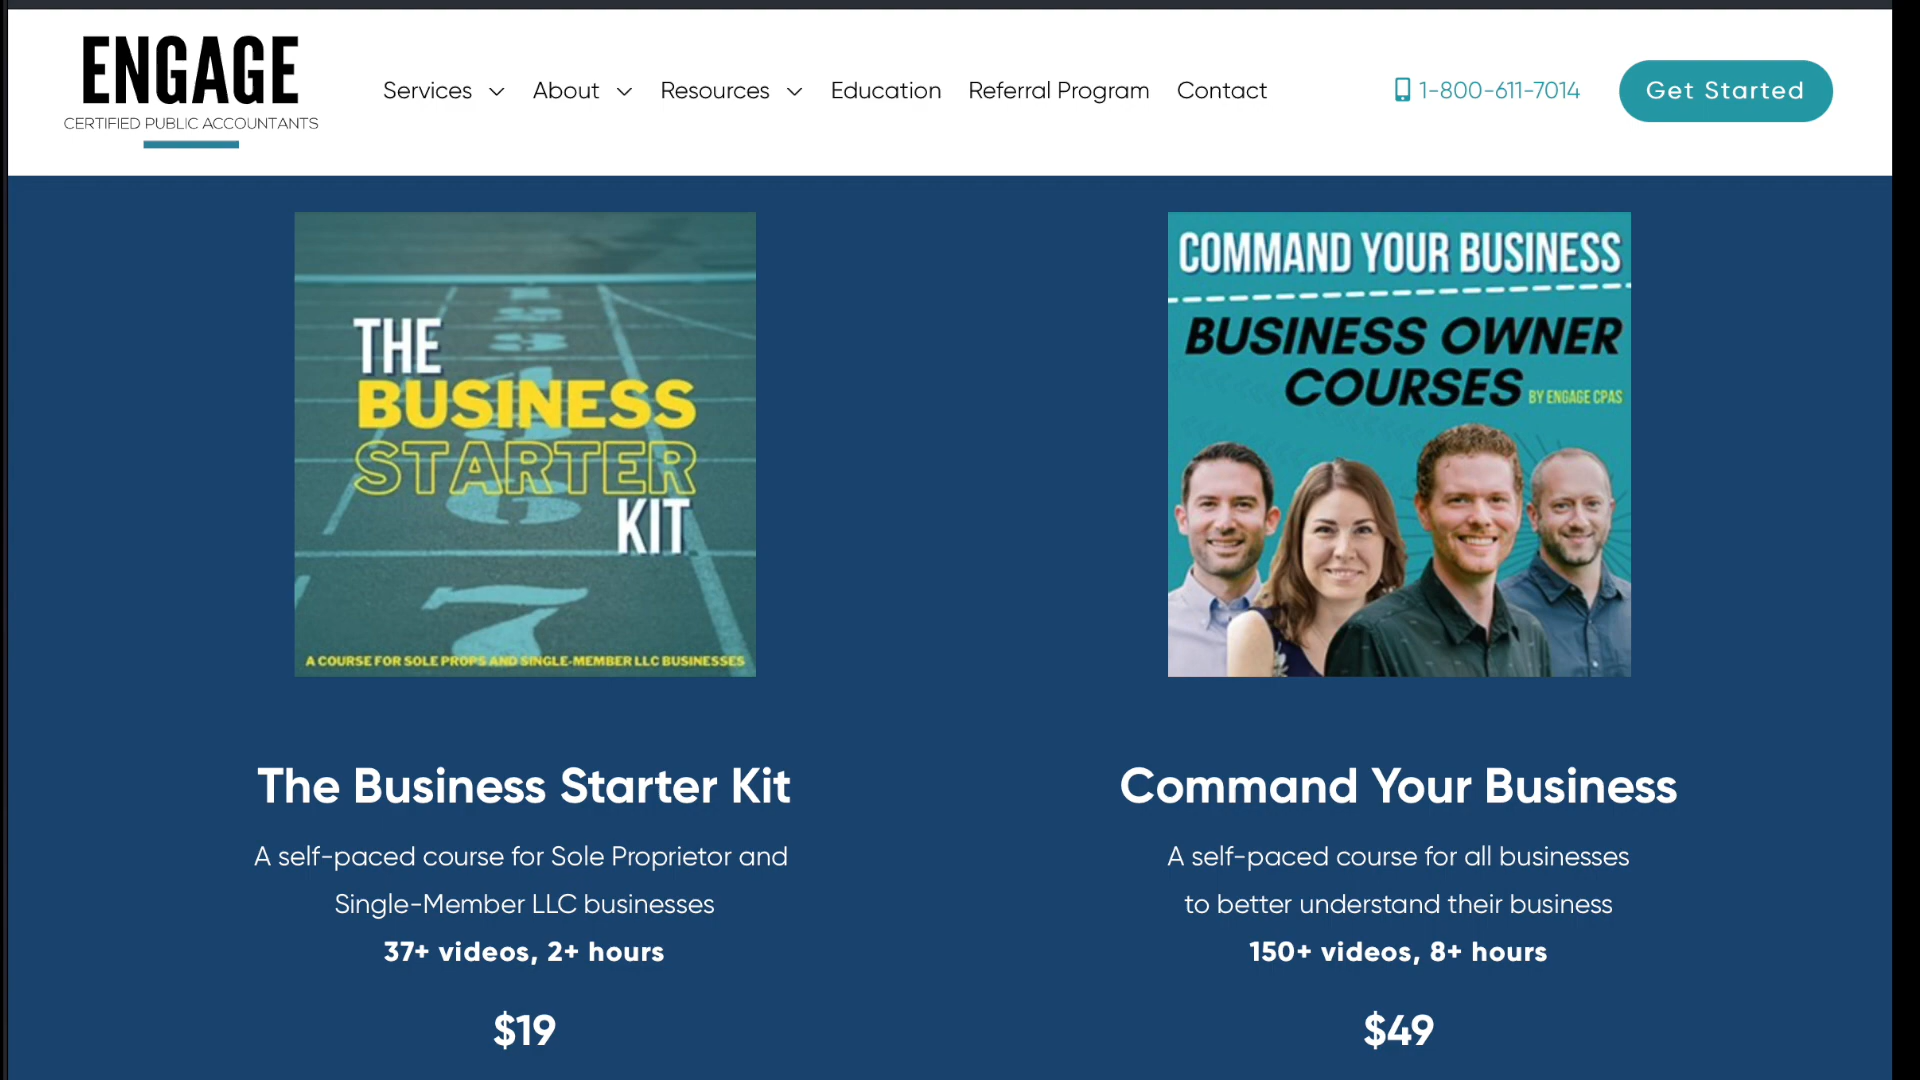 ENGAGE
CERTIFIED PUBLIC ACCOUNTANTS
Services About Resources Education Referral Program Contact 1-800-611-7014 Get Started
THE
BUSINESS
STARTER
KIT
6
7
A COURSE FOR SOLE PROPS AND SINGLE-MEMBER LLC BUSINESSES
COMMAND YOUR BUSINESS
BUSINESS OWNER
COURSES BY ENGAGE CPAS
The Business Starter Kit
A self-paced course for Sole Proprietor and
Single-Member LLC businesses
37+ videos, 2+ hours
$19
Command Your Business
A self-paced course for all businesses
to better understand their business
150+ videos, 8+ hours
$49